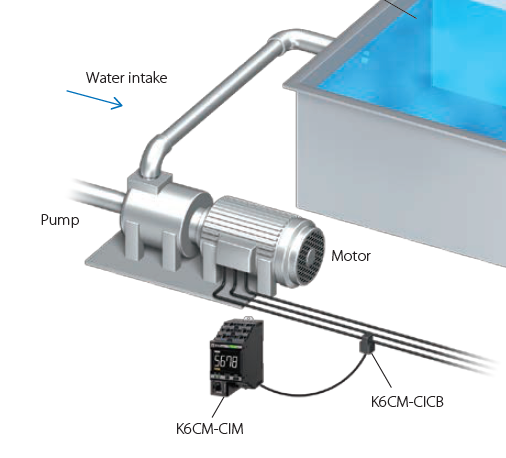 Water intake
Pump
Motor
5678
K6CM-CICB
K6CM-CIM